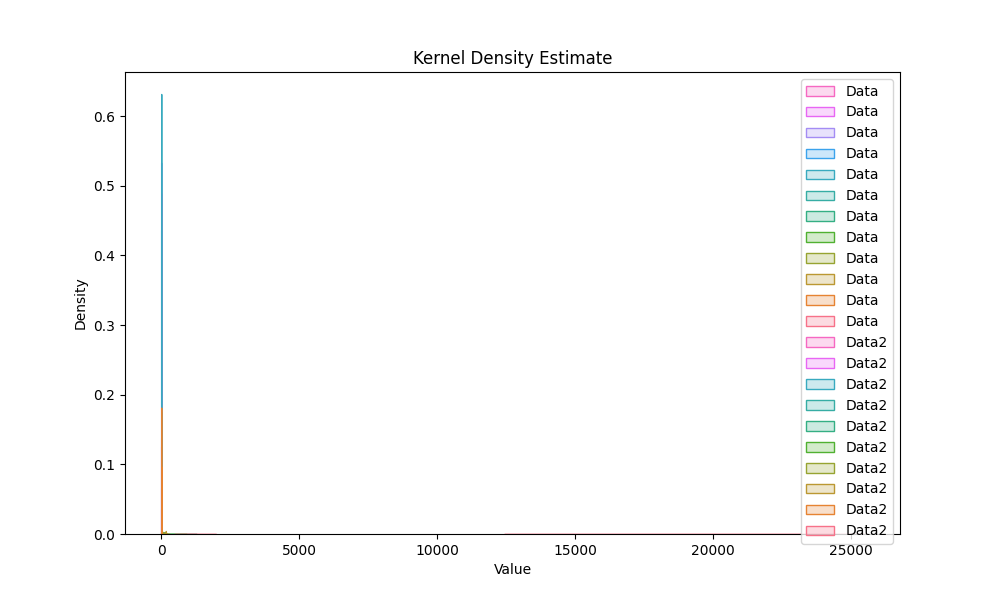 Kernel Density Estimate
Density
0.6
0.5
0.4
0.3
0.2
0.1
0.0
0
5000
10000
15000
20000
25000
Value
Data
Data
Data
Data
Data
Data
Data
Data
Data
Data
Data
Data
Data2
Data2
Data2
Data2
Data2
Data2
Data2
Data2
Data2
Data2